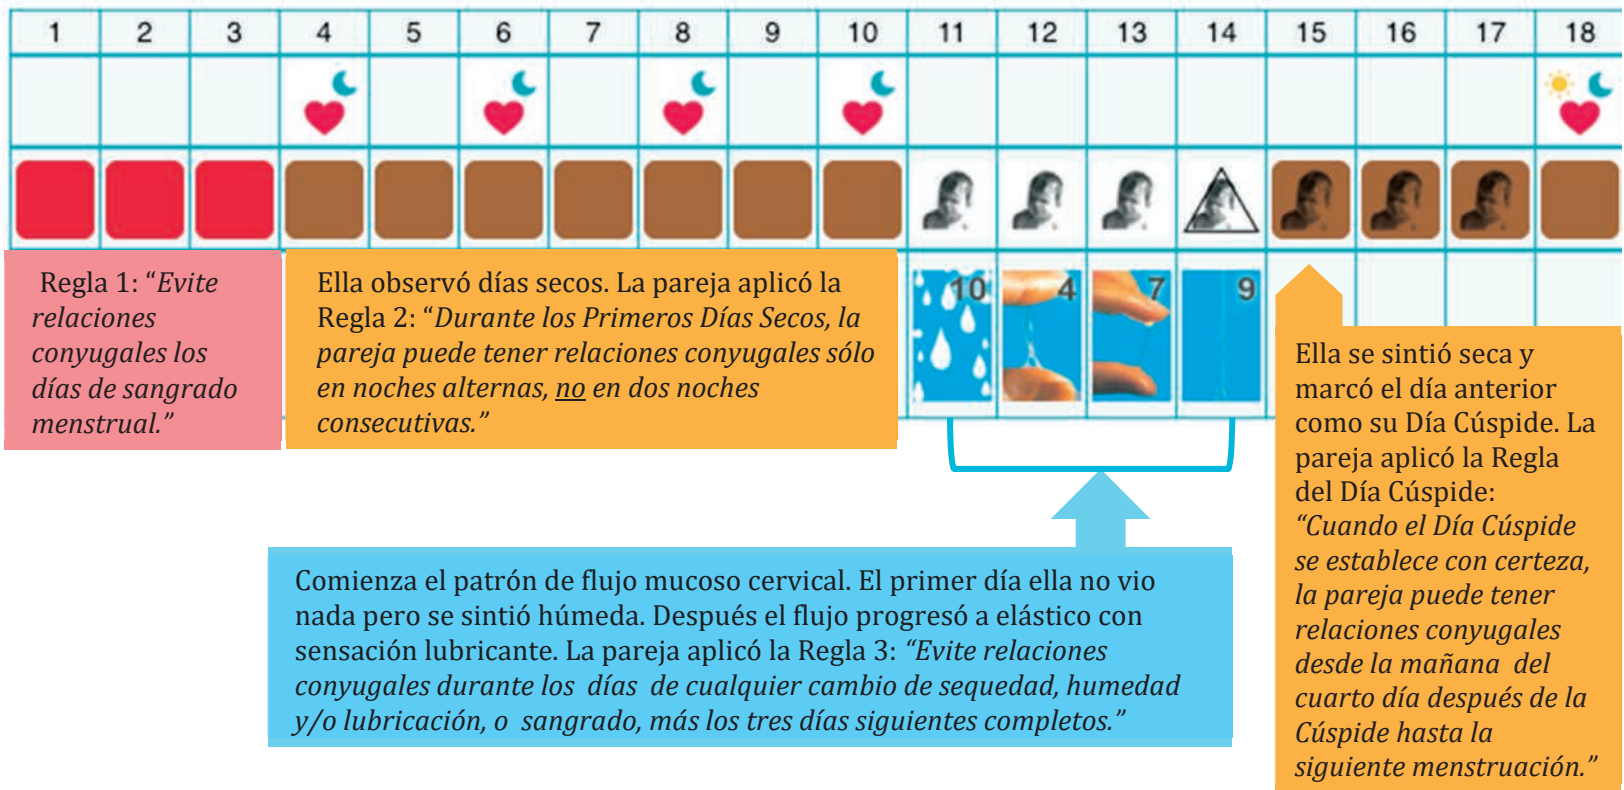 1 2 3 4 5 6 7 8 9 10 11 12 13 14 15 16 17 18
Regla 1: “Evite
relaciones
conyugales los
días de sangrado
menstrual.”
Ella observó días secos. La pareja aplicó la
Regla 2: “Durante los Primeros Días Secos, la
pareja puede tener relaciones conyugales sólo
en noches alternas, no en dos noches
consecutivas.”
10 4 7 9
Comienza el patrón de flujo mucoso cervical. El primer día ella no vio
nada pero se sintió húmeda. Después el flujo progresó a elástico con
sensación lubricante. La pareja aplicó la Regla 3: “Evite relaciones
conyugales durante los días de cualquier cambio de sequedad, humedad
y/o lubricación, o sangrado, más los tres días siguientes completos.”
Ella se sintió seca y
marcó el día anterior
como su Día Cúspide. La
pareja aplicó la Regla
del Día Cúspide:
“Cuando el Día Cúspide
se establece con certeza,
la pareja puede tener
relaciones conyugales
desde la mañana del
cuarto día después de la
Cúspide hasta la
siguiente menstruación.”